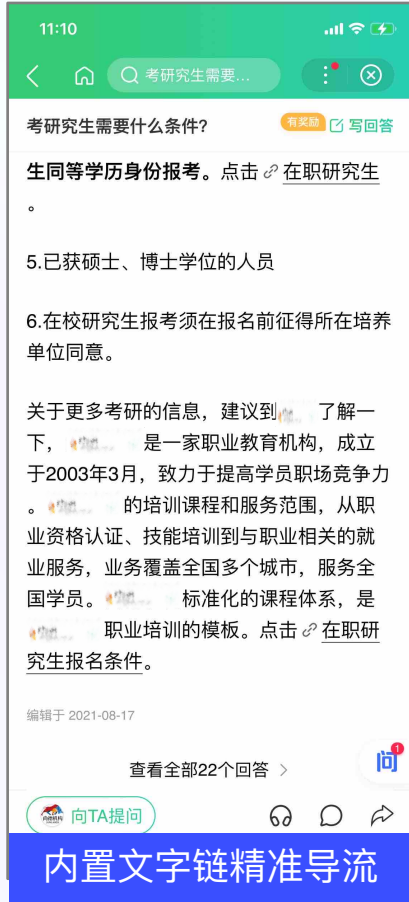 11:10
考研究生需要...
考研究生需要什么条件?
有奖励
写回答
生同等学历身份报考。点击 在职研究生
。
5.已获硕士、博士学位的人员
6.在校研究生报考须在报名前征得所在培养
单位同意。
关于更多考研的信息，建议到 了解一
下， 是一家职业教育机构，成立
于2003年3月，致力于提高学员职场竞争力
。 的培训课程和服务范围，从职
业资格认证、技能培训到与职业相关的就
业服务，业务覆盖全国多个城市，服务全
国学员。 标准化的课程体系，是
职业培训的模板。点击 在职研
究生报名条件。
编辑于 2021-08-17
查看全部22个回答 >
问
1
向TA提问
内置文字链精准导流